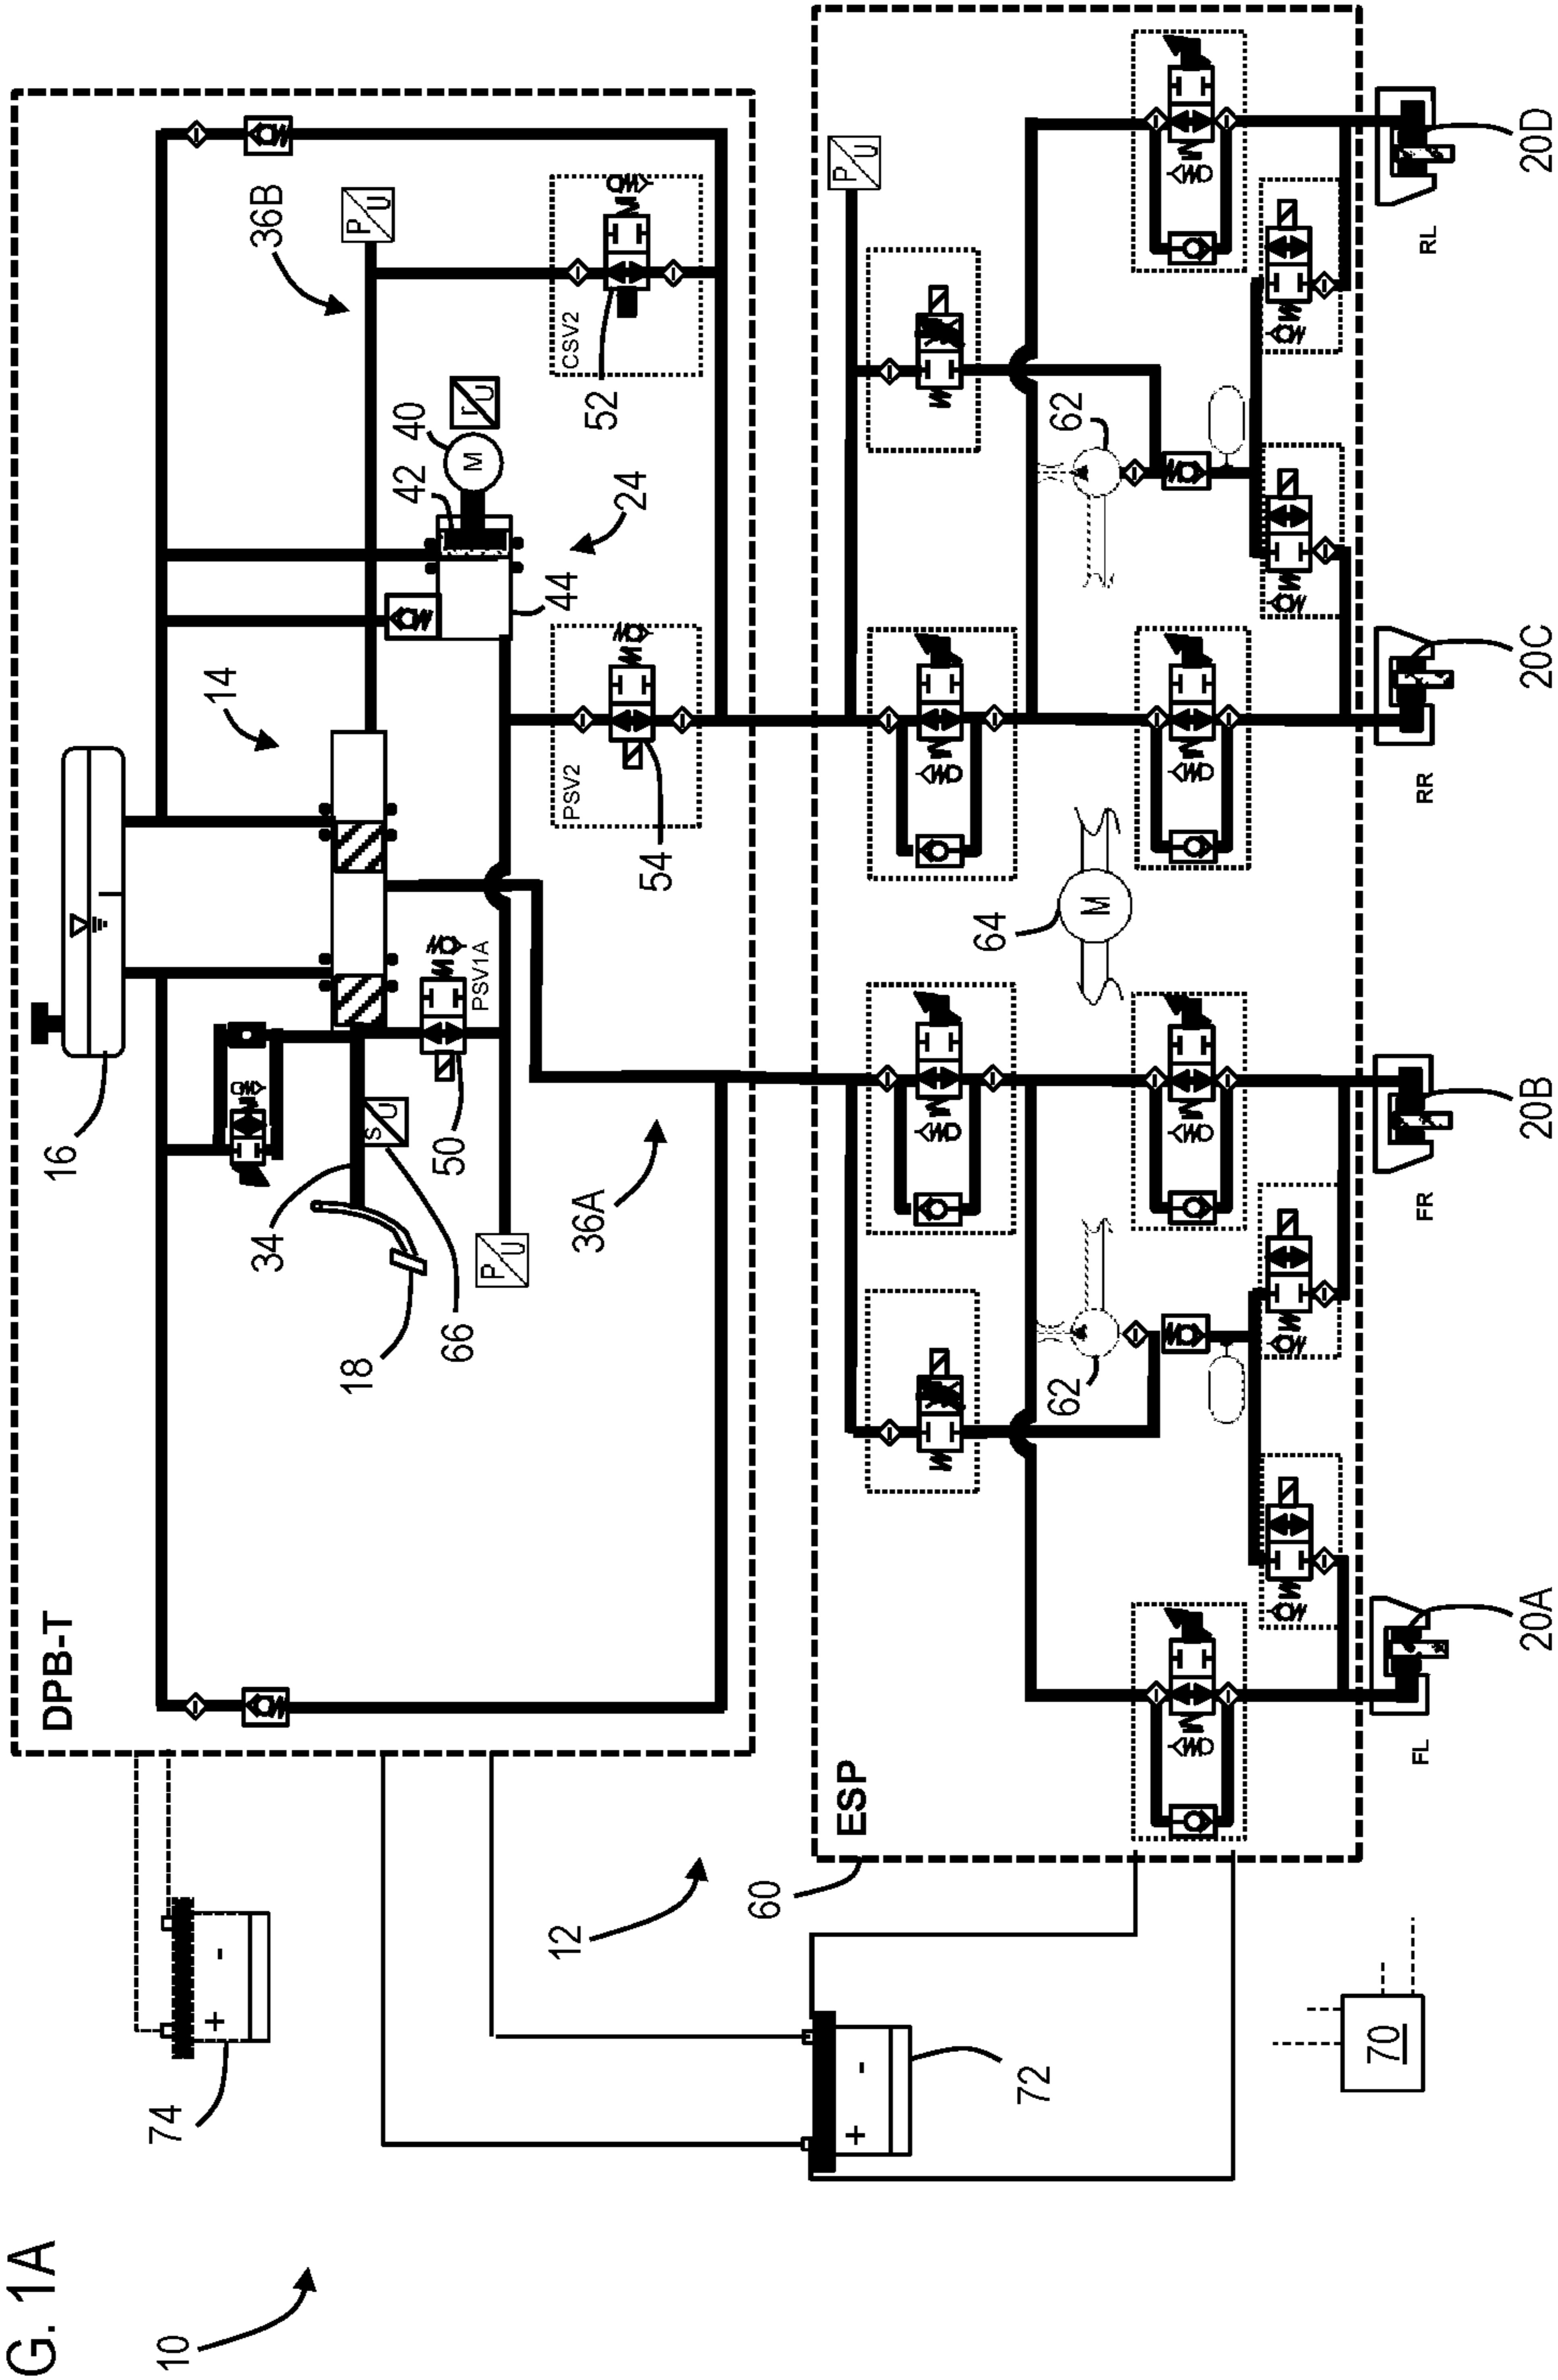 G. 1A
10
74
+ -
DPB-T
16
14
36B
P U
34
18
66
s U
50
PSV1A
P U
36A
42
40
M
r U
44
24
CSV2
52
PSV2
54
12
72
+ -
70
60
ESP
P U
62
62
64
M
FL
20A
FR
20B
RR
20C
RL
20D